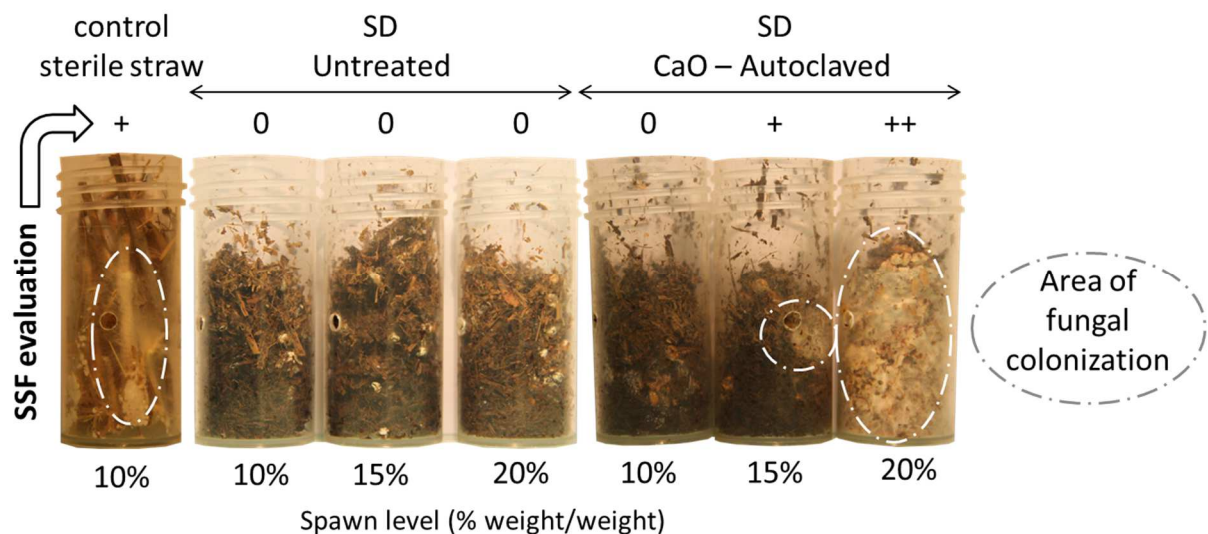 control
sterile straw
SD
Untreated
SD
CaO – Autoclaved
SSF evaluation
+
0
0
0
0
+
++
Area of
fungal
colonization
10%
10%
15%
20%
10%
15%
20%
Spawn level (% weight/weight)